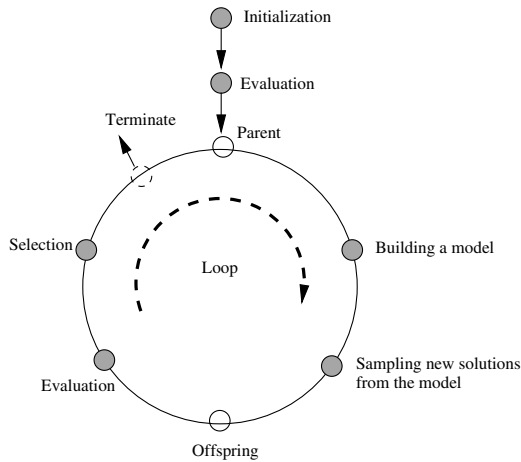 Initialization
Evaluation
Terminate
Parent
Selection
Building a model
Loop
Sampling new solutions
from the model
Evaluation
Offspring